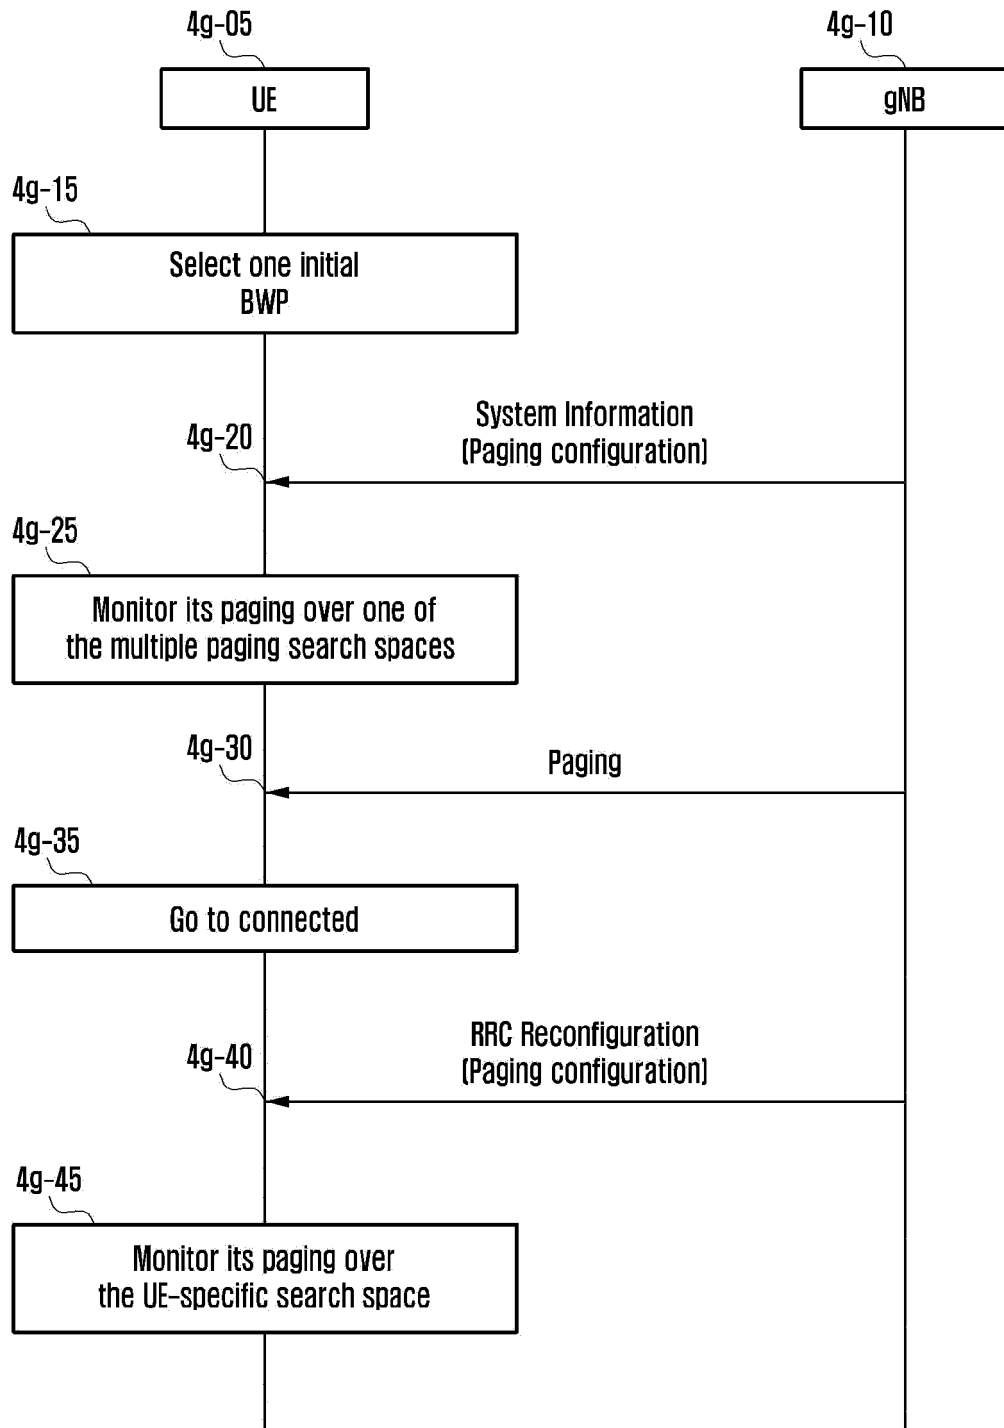 4g-05
4g-10
UE
gNB
4g-15
Select one initial
BWP
System Information
(Paging configuration)
4g-20
4g-25
Monitor its paging over one of
the multiple paging search spaces
4g-30
Paging
4g-35
Go to connected
RRC Reconfiguration
(Paging configuration)
4g-40
4g-45
Monitor its paging over
the UE-specific search space